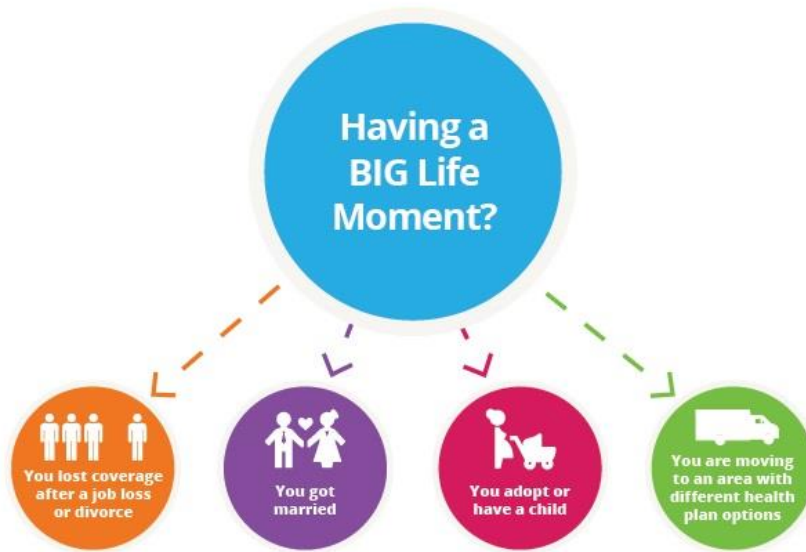 Having a
BIG Life
Moment?
You lost coverage
after a job loss
or divorce
You got
married
You adopt or
have a child
You are moving
to an area with
different health
plan options